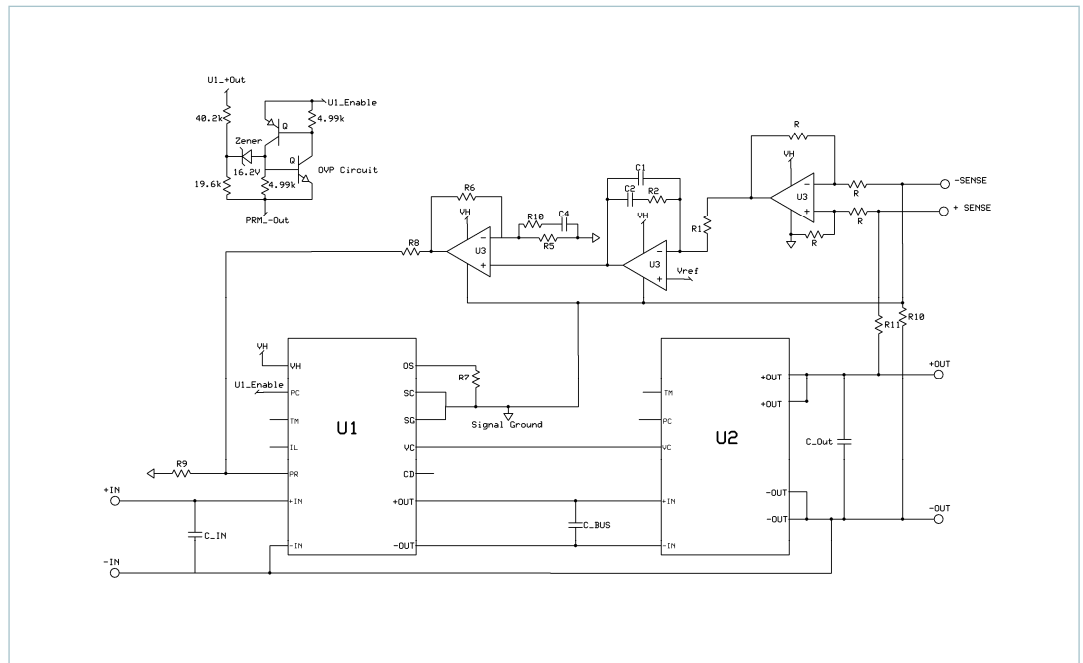 U1_+Out
U1_Enable
40.2k
4.99k
Q
Zener
Q
16.2V
OVP Circuit
19.6k
4.99k
PRM_-Out
R
VH
-
U3
+
R
-SENSE
R
+ SENSE
R
C1
C2
R2
VH
-
U3
+
R1
Vref
R6
VH
-
U3
+
R10
C4
R5
R8
R11
R10
VH
VH
U1_Enable
PC
TM
IL
PR
+IN
-IN
U1
OS
SC
SG
VC
CD
+OUT
-OUT
R7
Signal Ground
R9
+IN
C_IN
-IN
C_BUS
TM
PC
VC
+IN
-IN
U2
+OUT
+OUT
-OUT
-OUT
C_Out
+OUT
-OUT